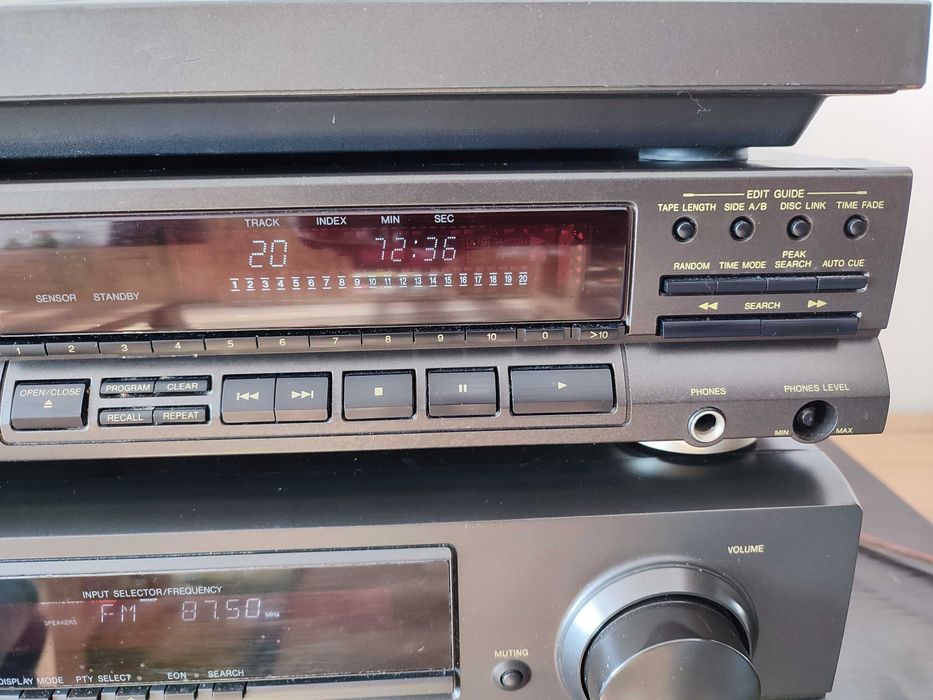 EDIT GUIDE
TAPE LENGTH SIDE A/B DISC LINK TIME FADE
TRACK INDEX MIN SEC
20 72:36
1 2 3 4 5 6 7 8 9 10 11 12 13 14 15 16 17 18 19 20
SENSOR STANDBY
RANDOM TIME MODE PEAK SEARCH AUTO CUE
◀◀ SEARCH ▶▶
1 2 3 4 5 6 7 8 9 10 0 >10
OPEN/CLOSE
PROGRAM CLEAR
RECALL REPEAT
PHONES PHONES LEVEL
MIN MAX
VOLUME
INPUT SELECTOR/FREQUENCY
SPEAKERS FM 87.50 MHz
MUTING
DISPLAY MODE PTY SELECT EON SEARCH